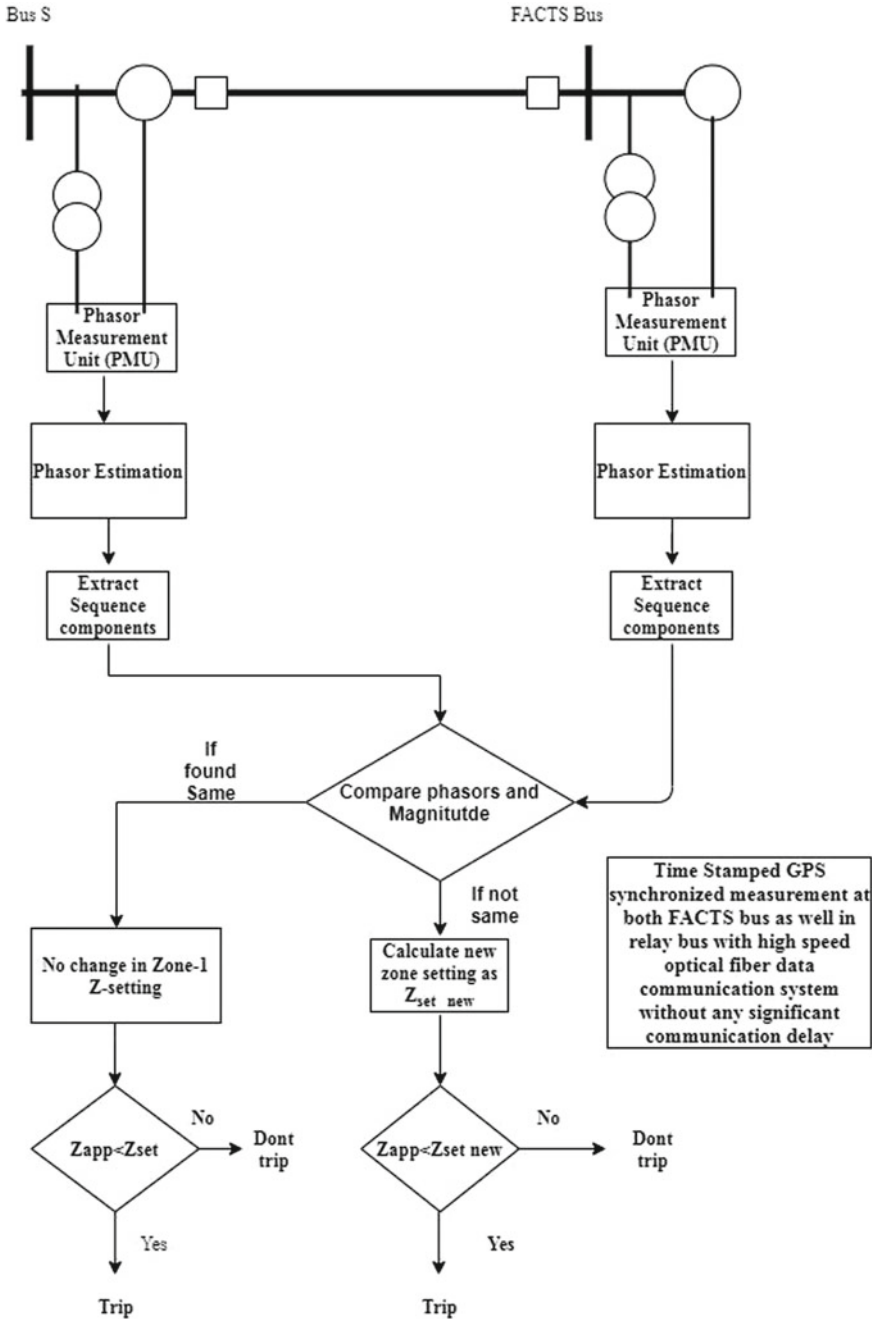 Bus S
FACTS Bus
Phasor
Measurement
Unit (PMU)
Phasor
Measurement
Unit (PMU)
Phasor Estimation
Phasor Estimation
Extract
Sequence
components
Extract
Sequence
components
If
found
Same
Compare phasors and
Magnitutde
If not
same
Time Stamped GPS
synchronized measurement at
both FACTS bus as well in
relay bus with high speed
optical fiber data
communication system
without any significant
communication delay
No change in Zone-1
Z-setting
Calculate new
zone setting as
Zset new
Zapp<Zset
No
Dont
trip
Zapp<Zset new
No
Dont
trip
Yes
Yes
Trip
Trip